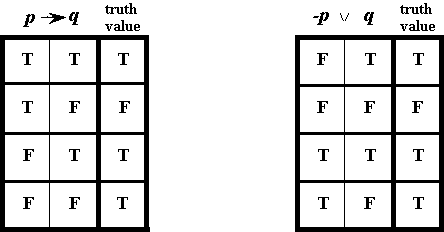 p → q truth value
T T T
T F F
F T T
F F T
-p ∨ q truth value
F T T
F F F
T T T
T F T